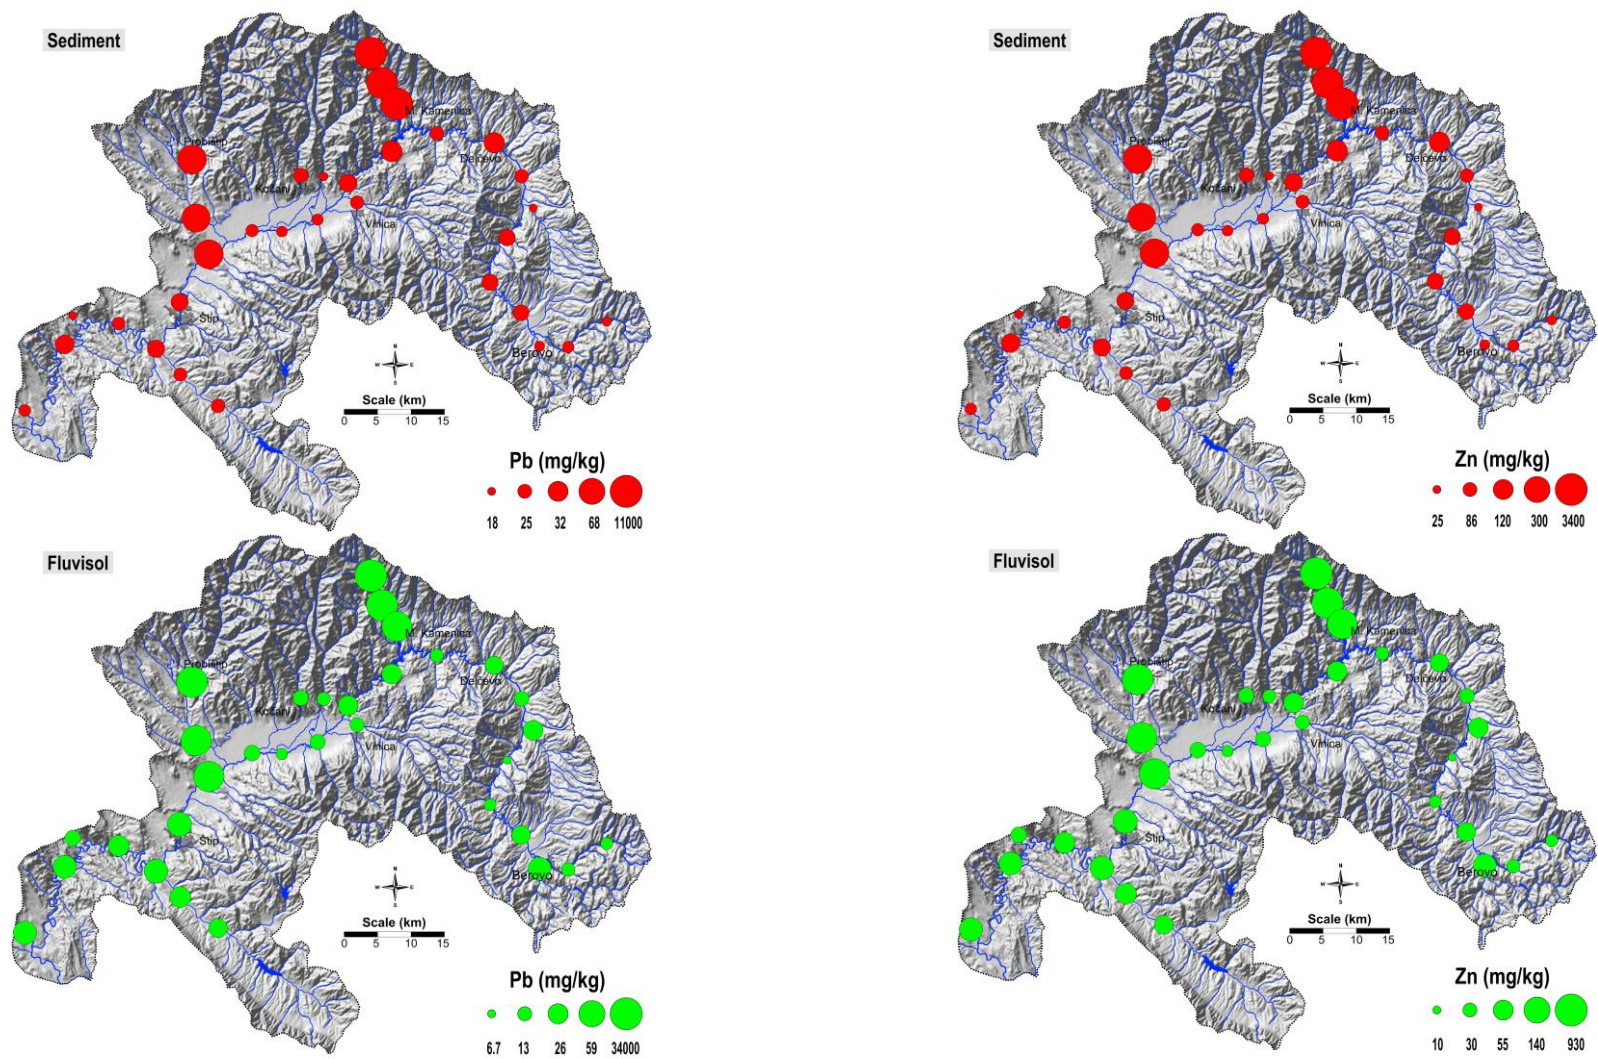 Sediment
M. Kamenica
Probištip
Delčevo
Kočani
Vinica
Štip
Berovo
N
W E
S
Scale (km)
0 5 10 15
Pb (mg/kg)
18 25 32 68 11000
Sediment
M. Kamenica
Probištip
Delčevo
Kočani
Vinica
Štip
Berovo
N
W E
S
Scale (km)
0 5 10 15
Zn (mg/kg)
25 86 120 300 3400
Fluvisol
M. Kamenica
Probištip
Delčevo
Kočani
Vinica
Štip
Berovo
N
W E
S
Scale (km)
0 5 10 15
Pb (mg/kg)
6.7 13 26 59 34000
Fluvisol
M. Kamenica
Probištip
Delčevo
Kočani
Vinica
Štip
Berovo
N
W E
S
Scale (km)
0 5 10 15
Zn (mg/kg)
10 30 55 140 930